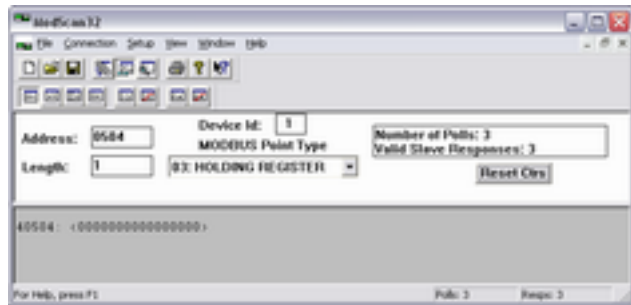 ModScan32
File Connection Setup View Window Help
Address: 0504
Device Id: 1
MODBUS Point Type
Number of Polls: 3
Valid Slave Responses: 3
Length: 1
03: HOLDING REGISTER
Reset Ctrs
40504: <0000000000000000>
For Help, press F1
Polls: 3
Resps: 3